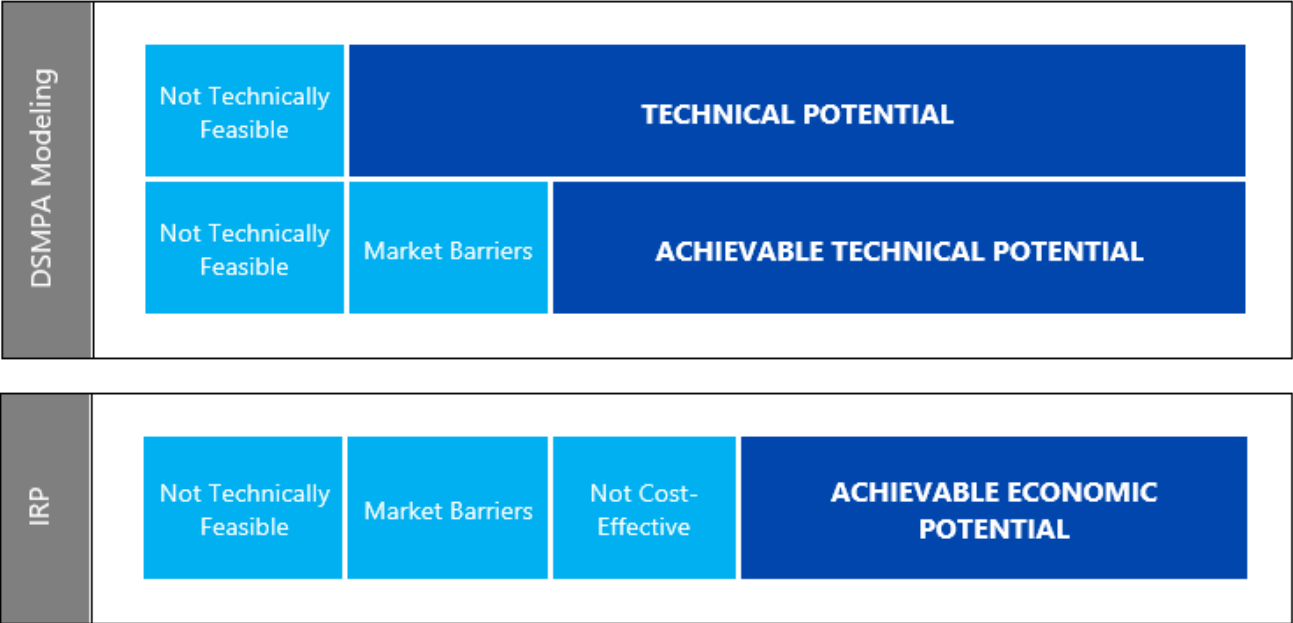 DSMPA Modeling
Not Technically
Feasible
TECHNICAL POTENTIAL
Not Technically
Feasible
Market Barriers
ACHIEVABLE TECHNICAL POTENTIAL
IRP
Not Technically
Feasible
Market Barriers
Not Cost-
Effective
ACHIEVABLE ECONOMIC
POTENTIAL